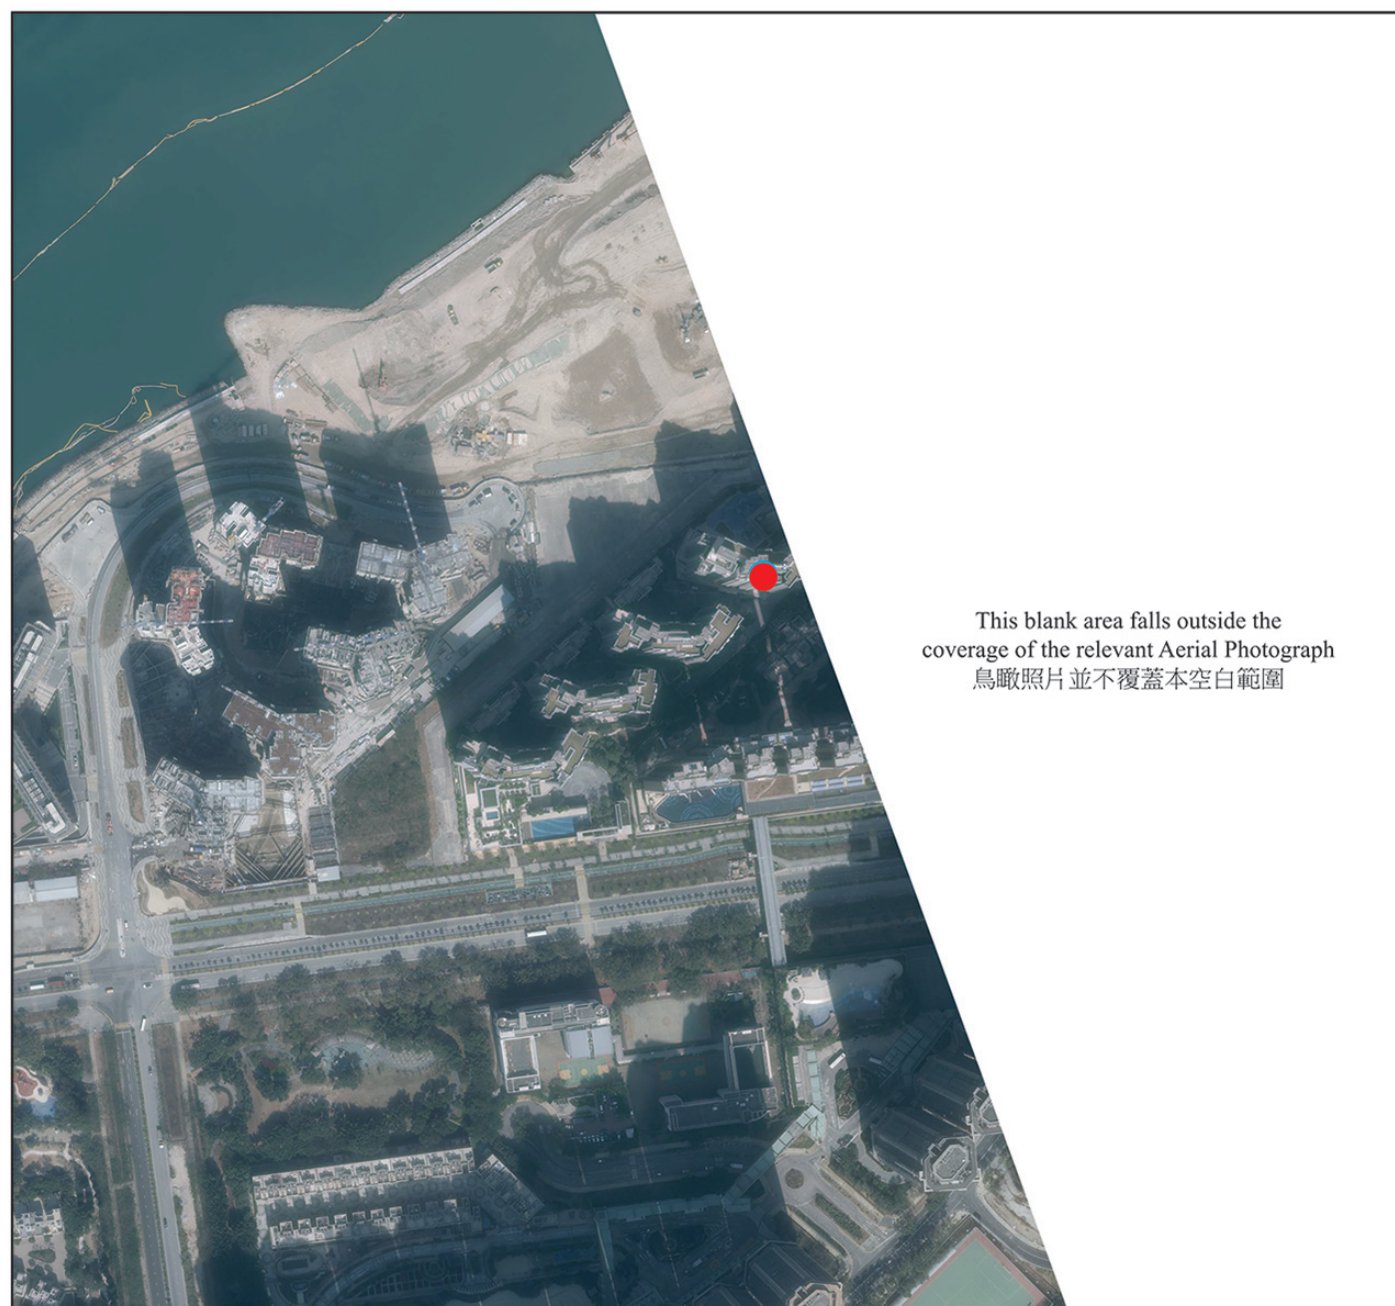 This blank area falls outside the
coverage of the relevant Aerial Photograph
鳥瞰照片並不覆蓋本空白範圍